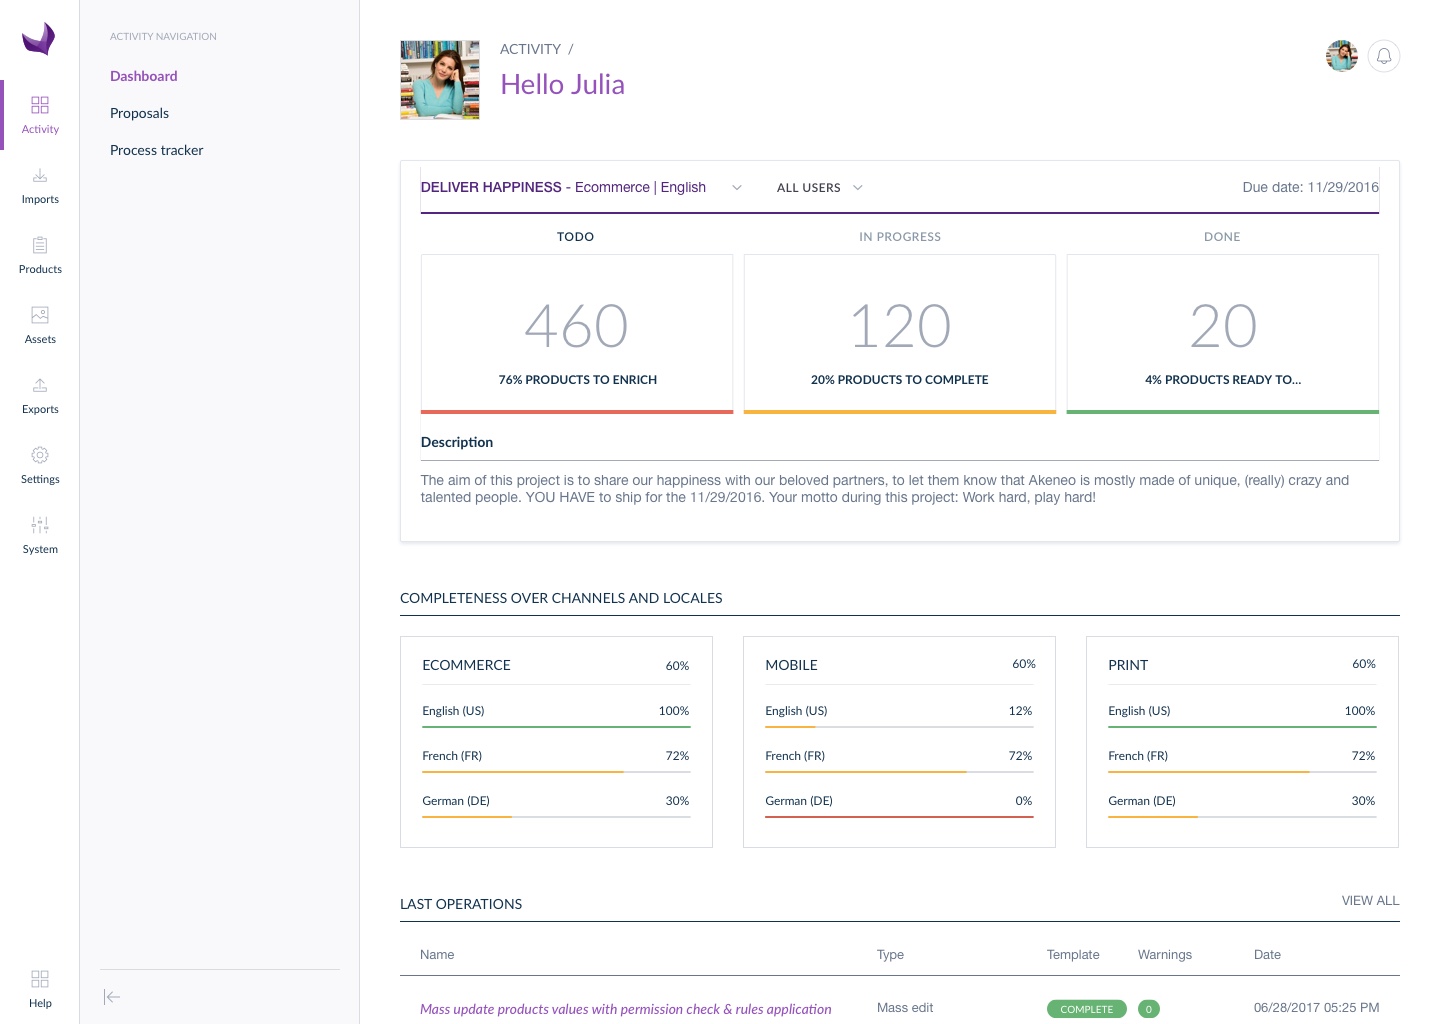 ACTIVITY NAVIGATION
Dashboard
Proposals
Process tracker
Activity
Imports
Products
Assets
Exports
Settings
System
Help
ACTIVITY /
Hello Julia
DELIVER HAPPINESS - Ecommerce | English ALL USERS Due date: 11/29/2016
TODO IN PROGRESS DONE
460 120 20
76% PRODUCTS TO ENRICH 20% PRODUCTS TO COMPLETE 4% PRODUCTS READY TO...
Description
The aim of this project is to share our happiness with our beloved partners, to let them know that Akeneo is mostly made of unique, (really) crazy and
talented people. YOU HAVE to ship for the 11/29/2016. Your motto during this project: Work hard, play hard!
COMPLETENESS OVER CHANNELS AND LOCALES
ECOMMERCE 60%
English (US) 100%
French (FR) 72%
German (DE) 30%
MOBILE 60%
English (US) 12%
French (FR) 72%
German (DE) 0%
PRINT 60%
English (US) 100%
French (FR) 72%
German (DE) 30%
LAST OPERATIONS VIEW ALL
Name Type Template Warnings Date
Mass update products values with permission check & rules application Mass edit COMPLETE 0 06/28/2017 05:25 PM